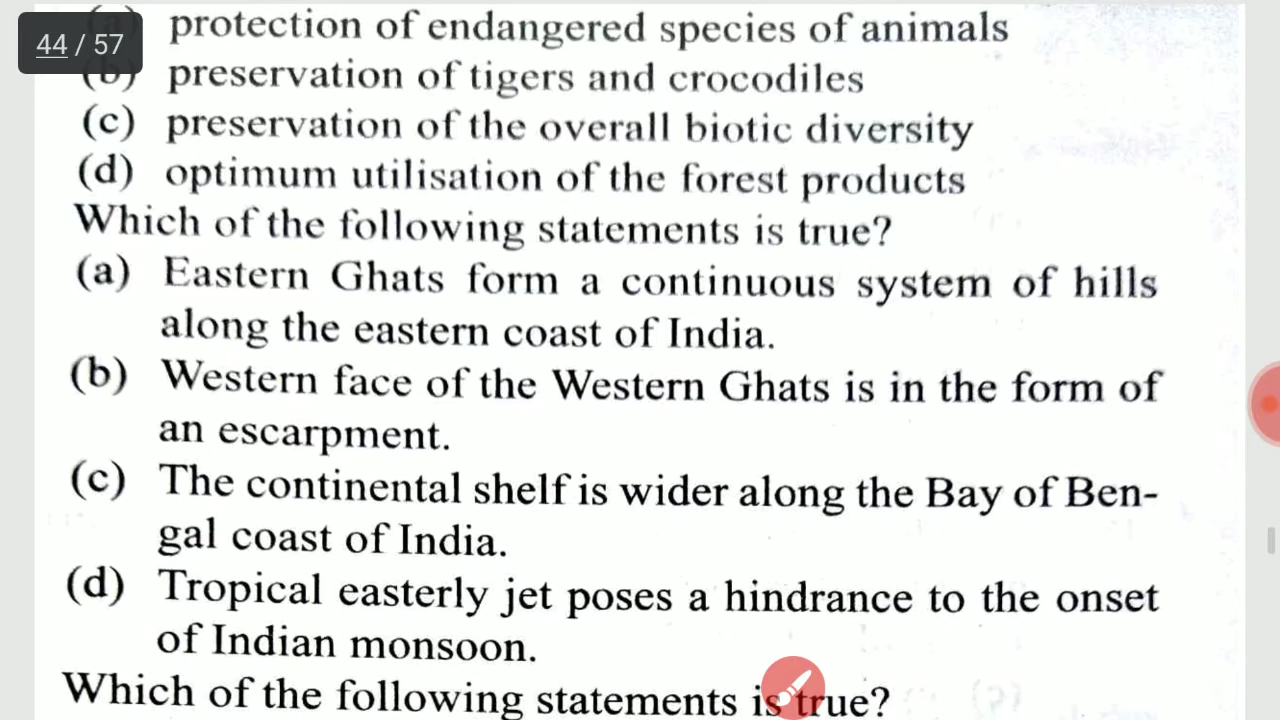 44 / 57
(a) protection of endangered species of animals
(b) preservation of tigers and crocodiles
(c) preservation of the overall biotic diversity
(d) optimum utilisation of the forest products
Which of the following statements is true?
(a) Eastern Ghats form a continuous system of hills
along the eastern coast of India.
(b) Western face of the Western Ghats is in the form of
an escarpment.
(c) The continental shelf is wider along the Bay of Ben-
gal coast of India.
(d) Tropical easterly jet poses a hindrance to the onset
of Indian monsoon.
Which of the following statements is true?